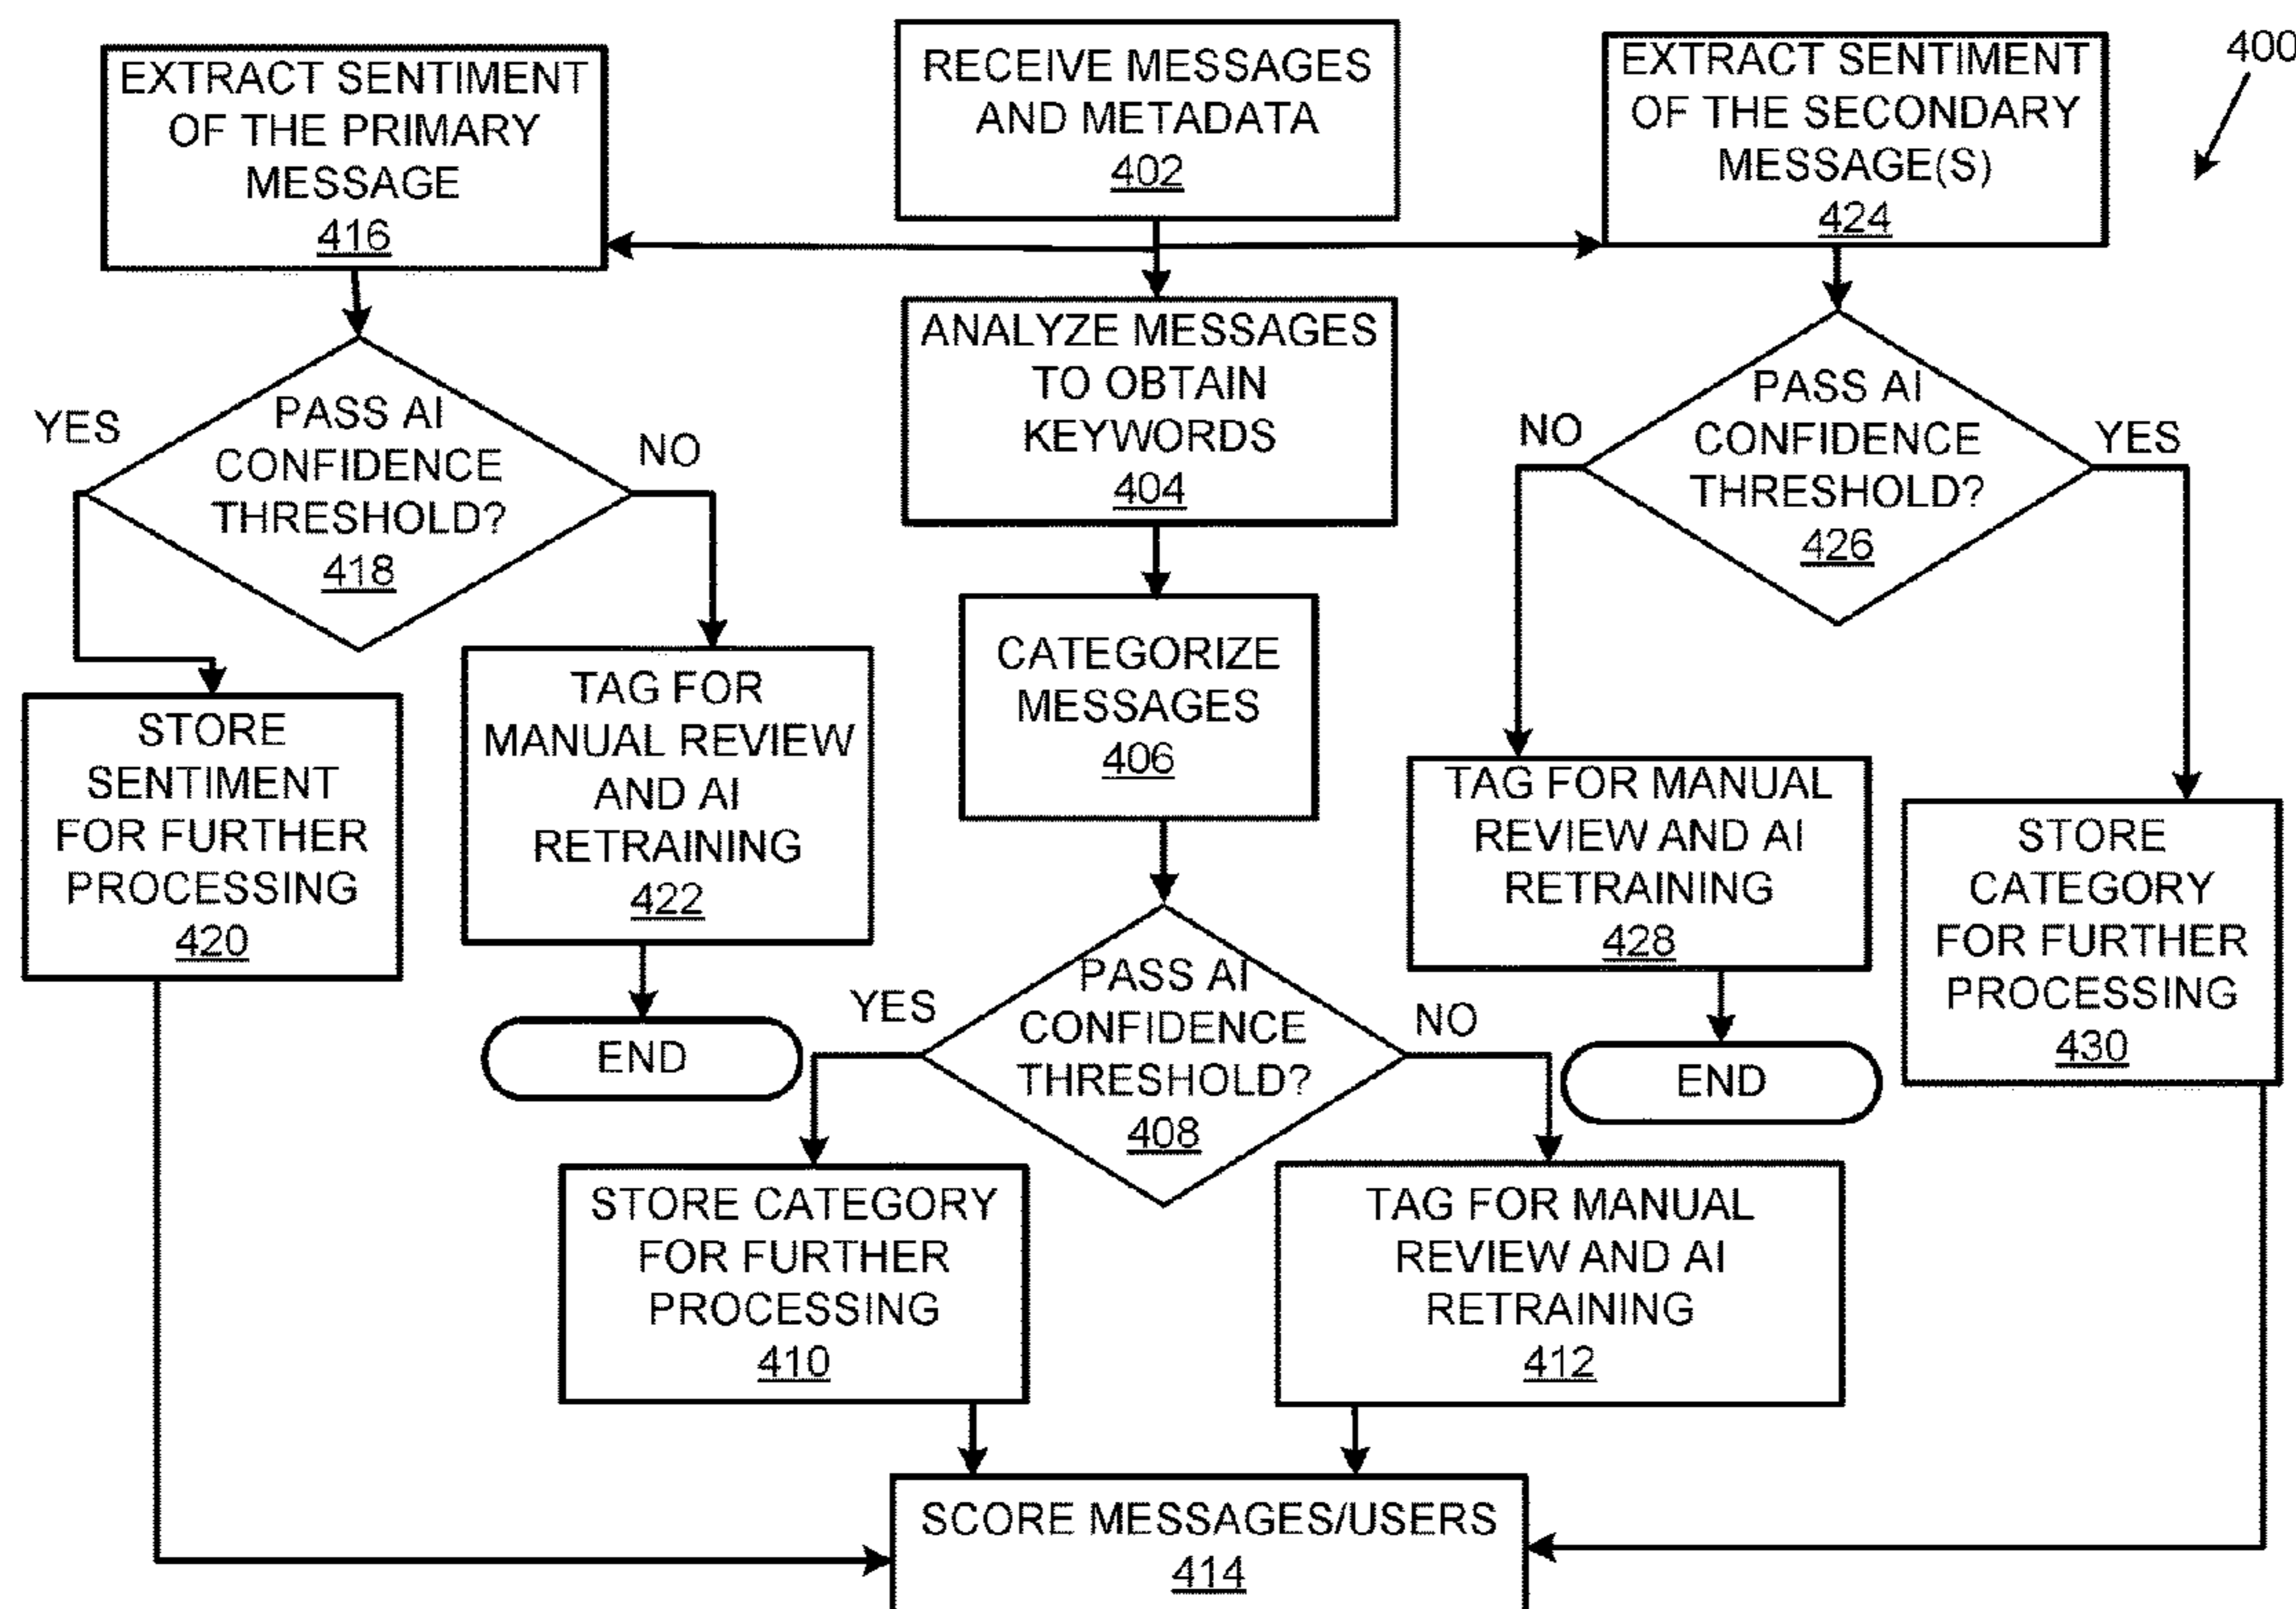 EXTRACT SENTIMENT
OF THE PRIMARY
MESSAGE
416
RECEIVE MESSAGES
AND METADATA
402
EXTRACT SENTIMENT
OF THE SECONDARY
MESSAGE(S)
424
400
PASS AI
CONFIDENCE
THRESHOLD?
418
YES
NO
ANALYZE MESSAGES
TO OBTAIN
KEYWORDS
404
PASS AI
CONFIDENCE
THRESHOLD?
426
NO
YES
STORE
SENTIMENT
FOR FURTHER
PROCESSING
420
TAG FOR
MANUAL REVIEW
AND AI
RETRAINING
422
END
CATEGORIZE
MESSAGES
406
TAG FOR MANUAL
REVIEW AND AI
RETRAINING
428
END
STORE
CATEGORY
FOR FURTHER
PROCESSING
430
PASS AI
CONFIDENCE
THRESHOLD?
408
YES
NO
STORE CATEGORY
FOR FURTHER
PROCESSING
410
TAG FOR MANUAL
REVIEW AND AI
RETRAINING
412
SCORE MESSAGES/USERS
414